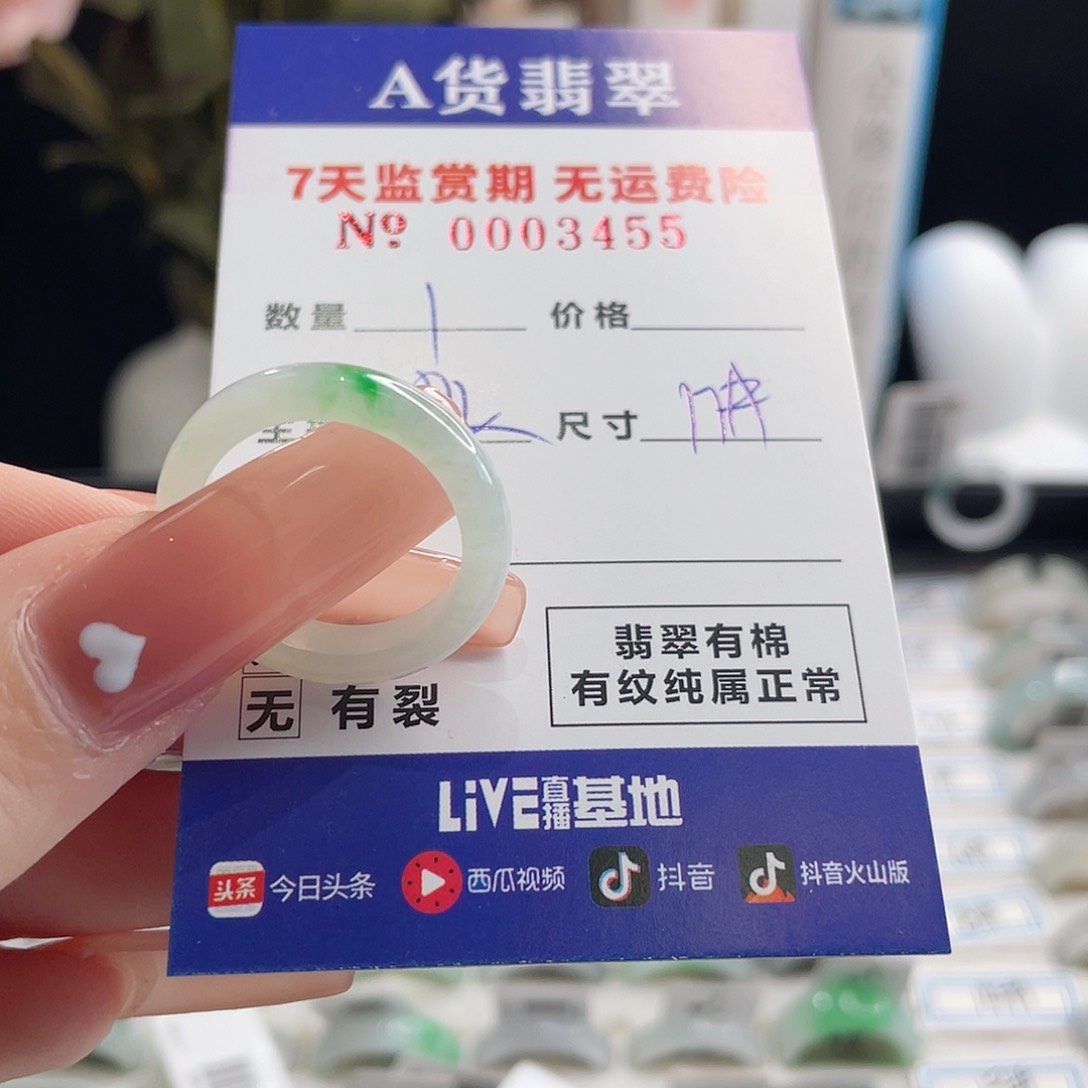 A货翡翠
7天监赏期 无运费险
Nº 0003455
数量 1 价格
尺寸
无 有裂
翡翠有棉
有纹纯属正常
LiVE直播基地
头条 今日头条 西瓜视频 抖音 抖音火山版